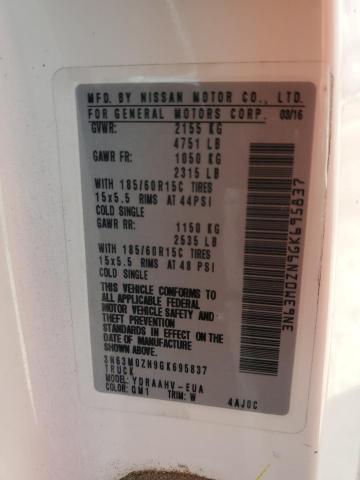 MFD. BY NISSAN MOTOR CO., LTD.
FOR GENERAL MOTORS CORP. 03/16
GVWR: 2155 KG
4751 LB
GAWR FR: 1050 KG
2315 LB
WITH 185/60R15C TIRES
15x5.5 RIMS AT 44PSI
COLD SINGLE
GAWR RR: 1150 KG
2535 LB
WITH 185/60R15C TIRES
15x5.5 RIMS AT 48 PSI
COLD SINGLE
THIS VEHICLE CONFORMS TO
ALL APPLICABLE FEDERAL
MOTOR VEHICLE SAFETY
STANDARDS IN EFFECT ON THE
DATE OF MANUFACTURE SHOWN
ABOVE.
3N63M0ZN9GK695837
TRUCK
MODEL: YDRAAHV-EUA
COLOR: QM1 TRIM: W 4AJ0C
3N63M0ZN9GK695837